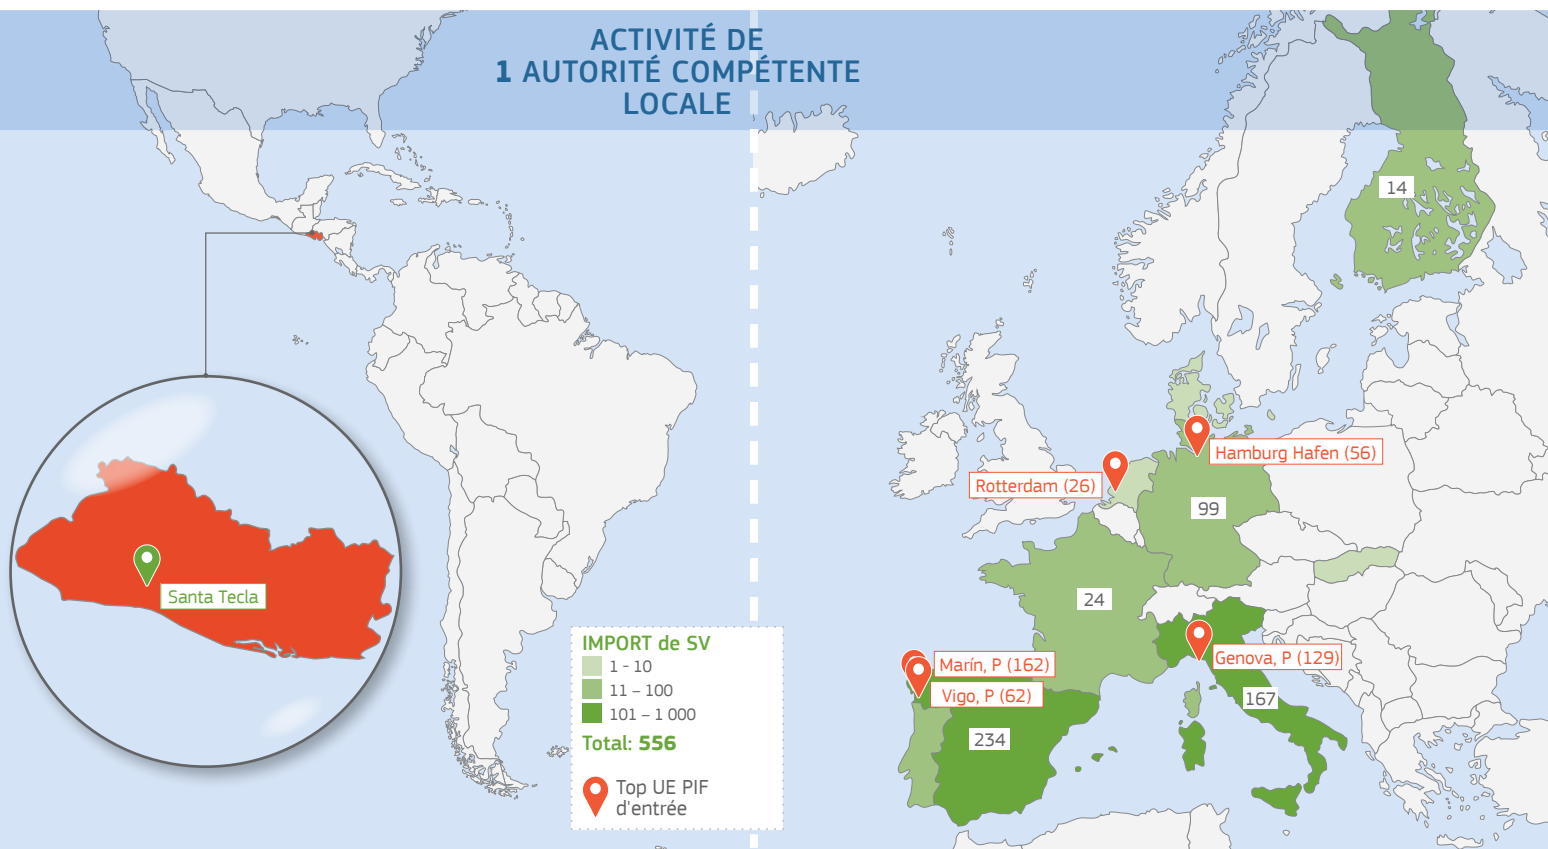 ACTIVITÉ DE
1 AUTORITÉ COMPÉTENTE
LOCALE
14
Hamburg Hafen (56)
Rotterdam (26)
99
Santa Tecla
24
IMPORT de SV
1 - 10
11 – 100
101 – 1 000
Total: 556
Top UE PIF
d'entrée
Marín, P (162)
Vigo, P (62)
Genova, P (129)
167
234